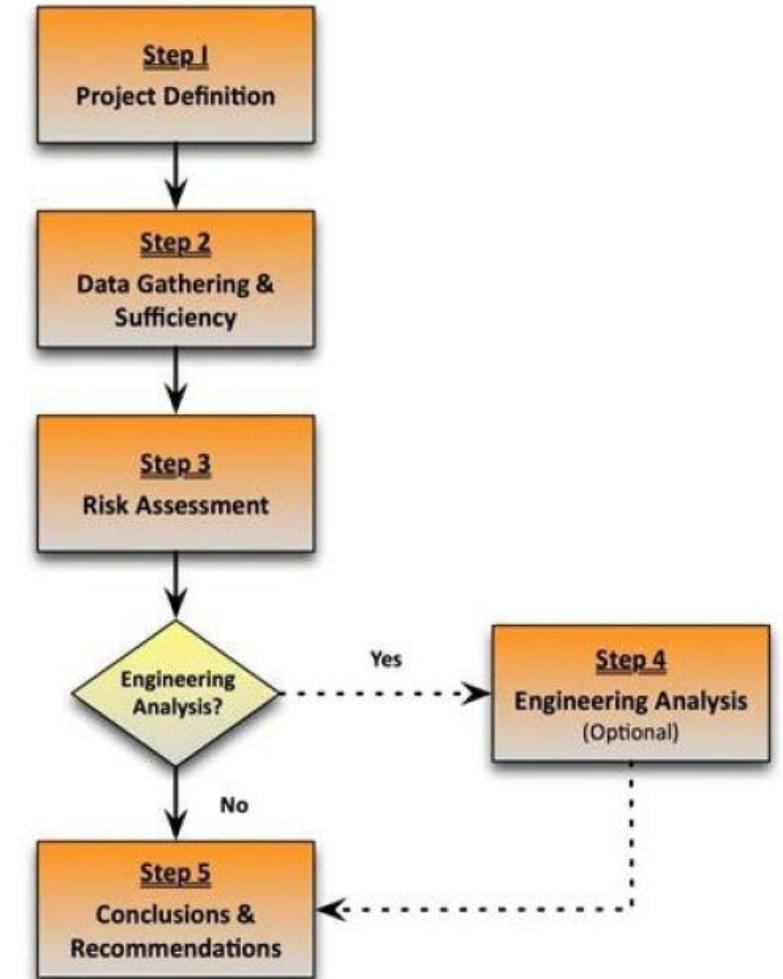 Step I
Project Definition
Step 2
Data Gathering &
Sufficiency
Step 3
Risk Assessment
Engineering
Analysis?
Yes
Step 4
Engineering Analysis
(Optional)
No
Step 5
Conclusions &
Recommendations